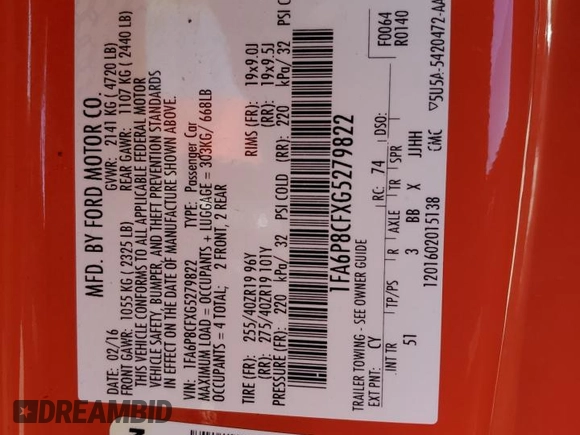 MFD. BY FORD MOTOR CO.
DATE: 02/16 GVWR: 2141 KG ( 4720 LB)
FRONT GAWR: 1055 KG ( 2325 LB) REAR GAWR: 1107 KG ( 2440 LB)
THIS VEHICLE CONFORMS TO ALL APPLICABLE FEDERAL MOTOR
VEHICLE SAFETY, BUMPER, AND THEFT PREVENTION STANDARDS
IN EFFECT ON THE DATE OF MANUFACTURE SHOWN ABOVE.
VIN: 1FA6P8CFXG5279822 TYPE: Passenger Car
MAXIMUM LOAD = OCCUPANTS + LUGGAGE = 303KG/ 668LB
OCCUPANTS = 4 TOTAL; 2 FRONT, 2 REAR
TIRE (FR): 255/40ZR19 96Y RIMS (FR): 19x9.0J
(RR): 275/40ZR19 101Y (RR): 19x9.5J
PRESSURE (FR): 220 kPa/ 32 PSI COLD (RR): 220 kPa/ 32 PSI COLD
1FA6P8CFXG5279822
F0064
R0140
TRAILER TOWING - SEE OWNER GUIDE
EXT PNT: CY RC: 74 DSO:
INT TR TP/PS R AXLE TR SPR
51 3 BB X JJHH
1201602015138 CMC ▽5U5A-5420472-AA
DREAMBID